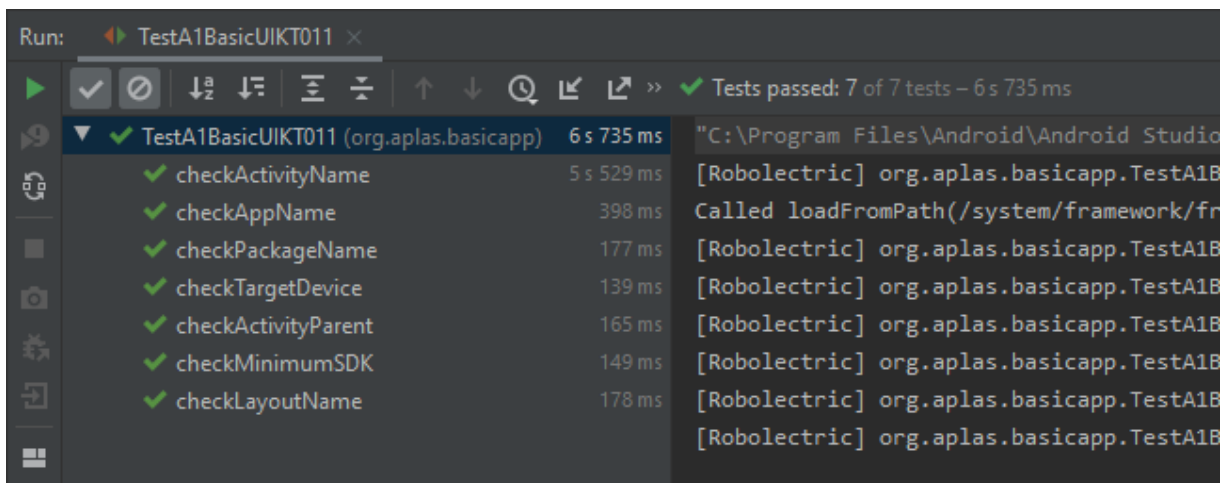 Run: TestA1BasicUIKT011
Tests passed: 7 of 7 tests – 6 s 735 ms
TestA1BasicUIKT011 (org.aplas.basicapp) 6 s 735 ms
checkActivityName 5 s 529 ms
checkAppName 398 ms
checkPackageName 177 ms
checkTargetDevice 139 ms
checkActivityParent 165 ms
checkMinimumSDK 149 ms
checkLayoutName 178 ms
"C:\Program Files\Android\Android Studio
[Robolectric] org.aplas.basicapp.TestA1B
Called loadFromPath(/system/framework/fr
[Robolectric] org.aplas.basicapp.TestA1B
[Robolectric] org.aplas.basicapp.TestA1B
[Robolectric] org.aplas.basicapp.TestA1B
[Robolectric] org.aplas.basicapp.TestA1B
[Robolectric] org.aplas.basicapp.TestA1B
[Robolectric] org.aplas.basicapp.TestA1B